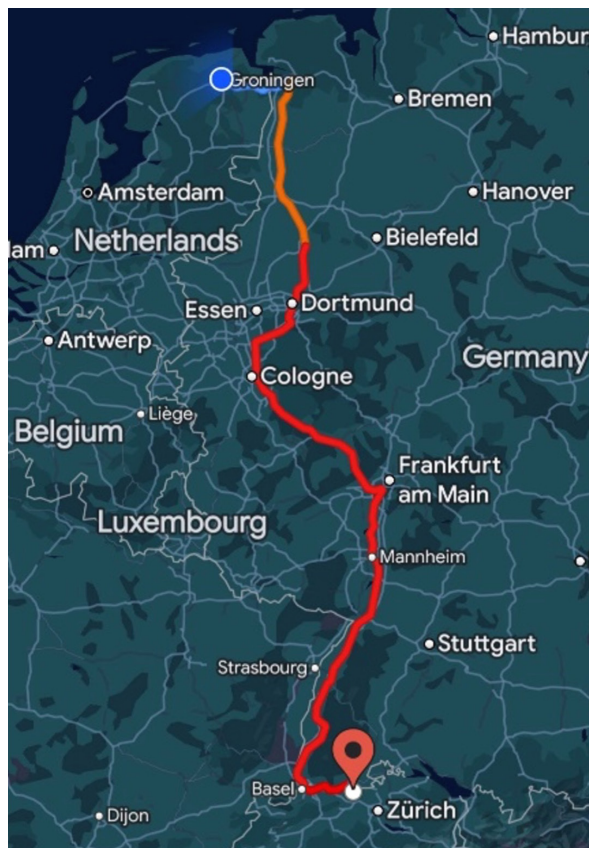 Hambur
Groningen
Bremen
Amsterdam
Hanover
Netherlands
Bielefeld
lam
Essen
Dortmund
Antwerp
Germany
Cologne
Liège
Belgium
Frankfurt
am Main
Luxembourg
Mannheim
Stuttgart
Strasbourg
Basel
Zürich
Dijon